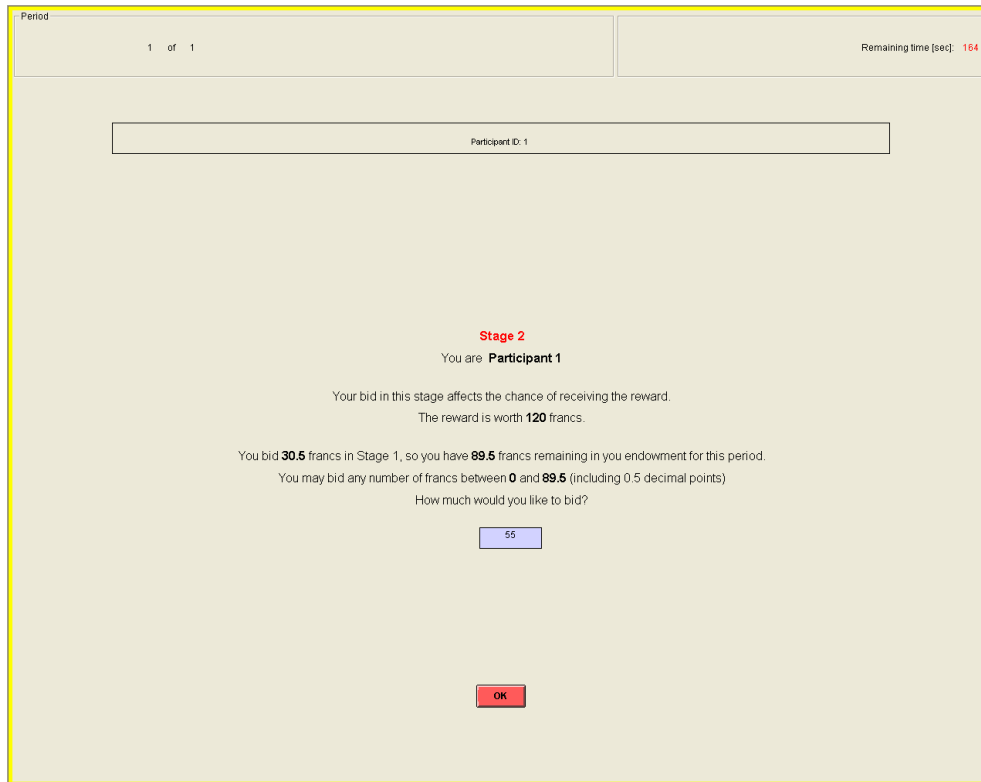 Period
1 of 1
Remaining time [sec]: 164
Participant ID: 1
Stage 2
You are Participant 1
Your bid in this stage affects the chance of receiving the reward.
The reward is worth 120 francs.
You bid 30.5 francs in Stage 1, so you have 89.5 francs remaining in you endowment for this period.
You may bid any number of francs between 0 and 89.5 (including 0.5 decimal points)
How much would you like to bid?
55
OK